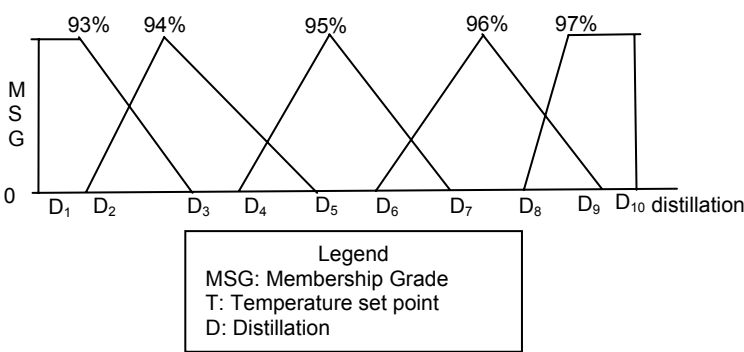 93% 94% 95% 96% 97%
M
S
G
0
D₁ D₂ D₃ D₄ D₅ D₆ D₇ D₈ D₉ D₁₀ distillation
Legend
MSG: Membership Grade
T: Temperature set point
D: Distillation